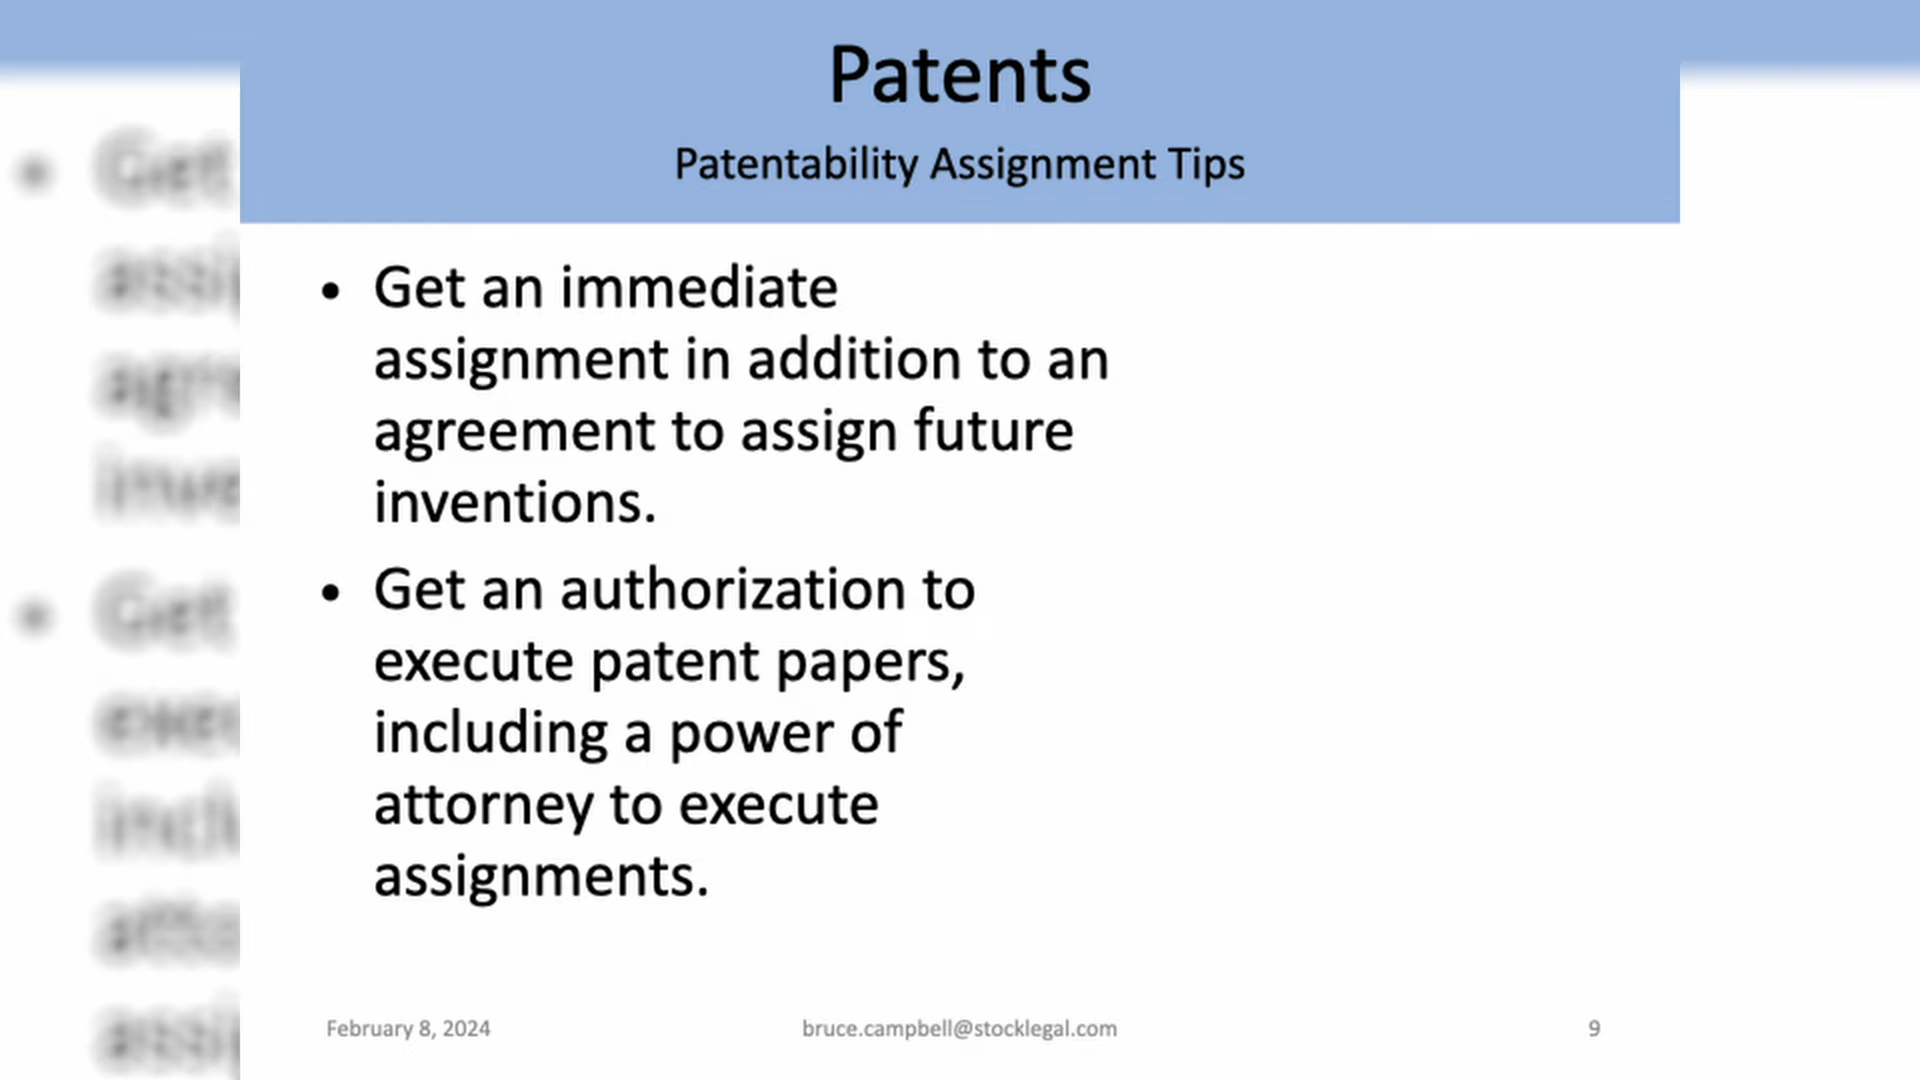 Patents
Patentability Assignment Tips
• Get an immediate
assignment in addition to an
agreement to assign future
inventions.
• Get an authorization to
execute patent papers,
including a power of
attorney to execute
assignments.
February 8, 2024
bruce.campbell@stocklegal.com
9